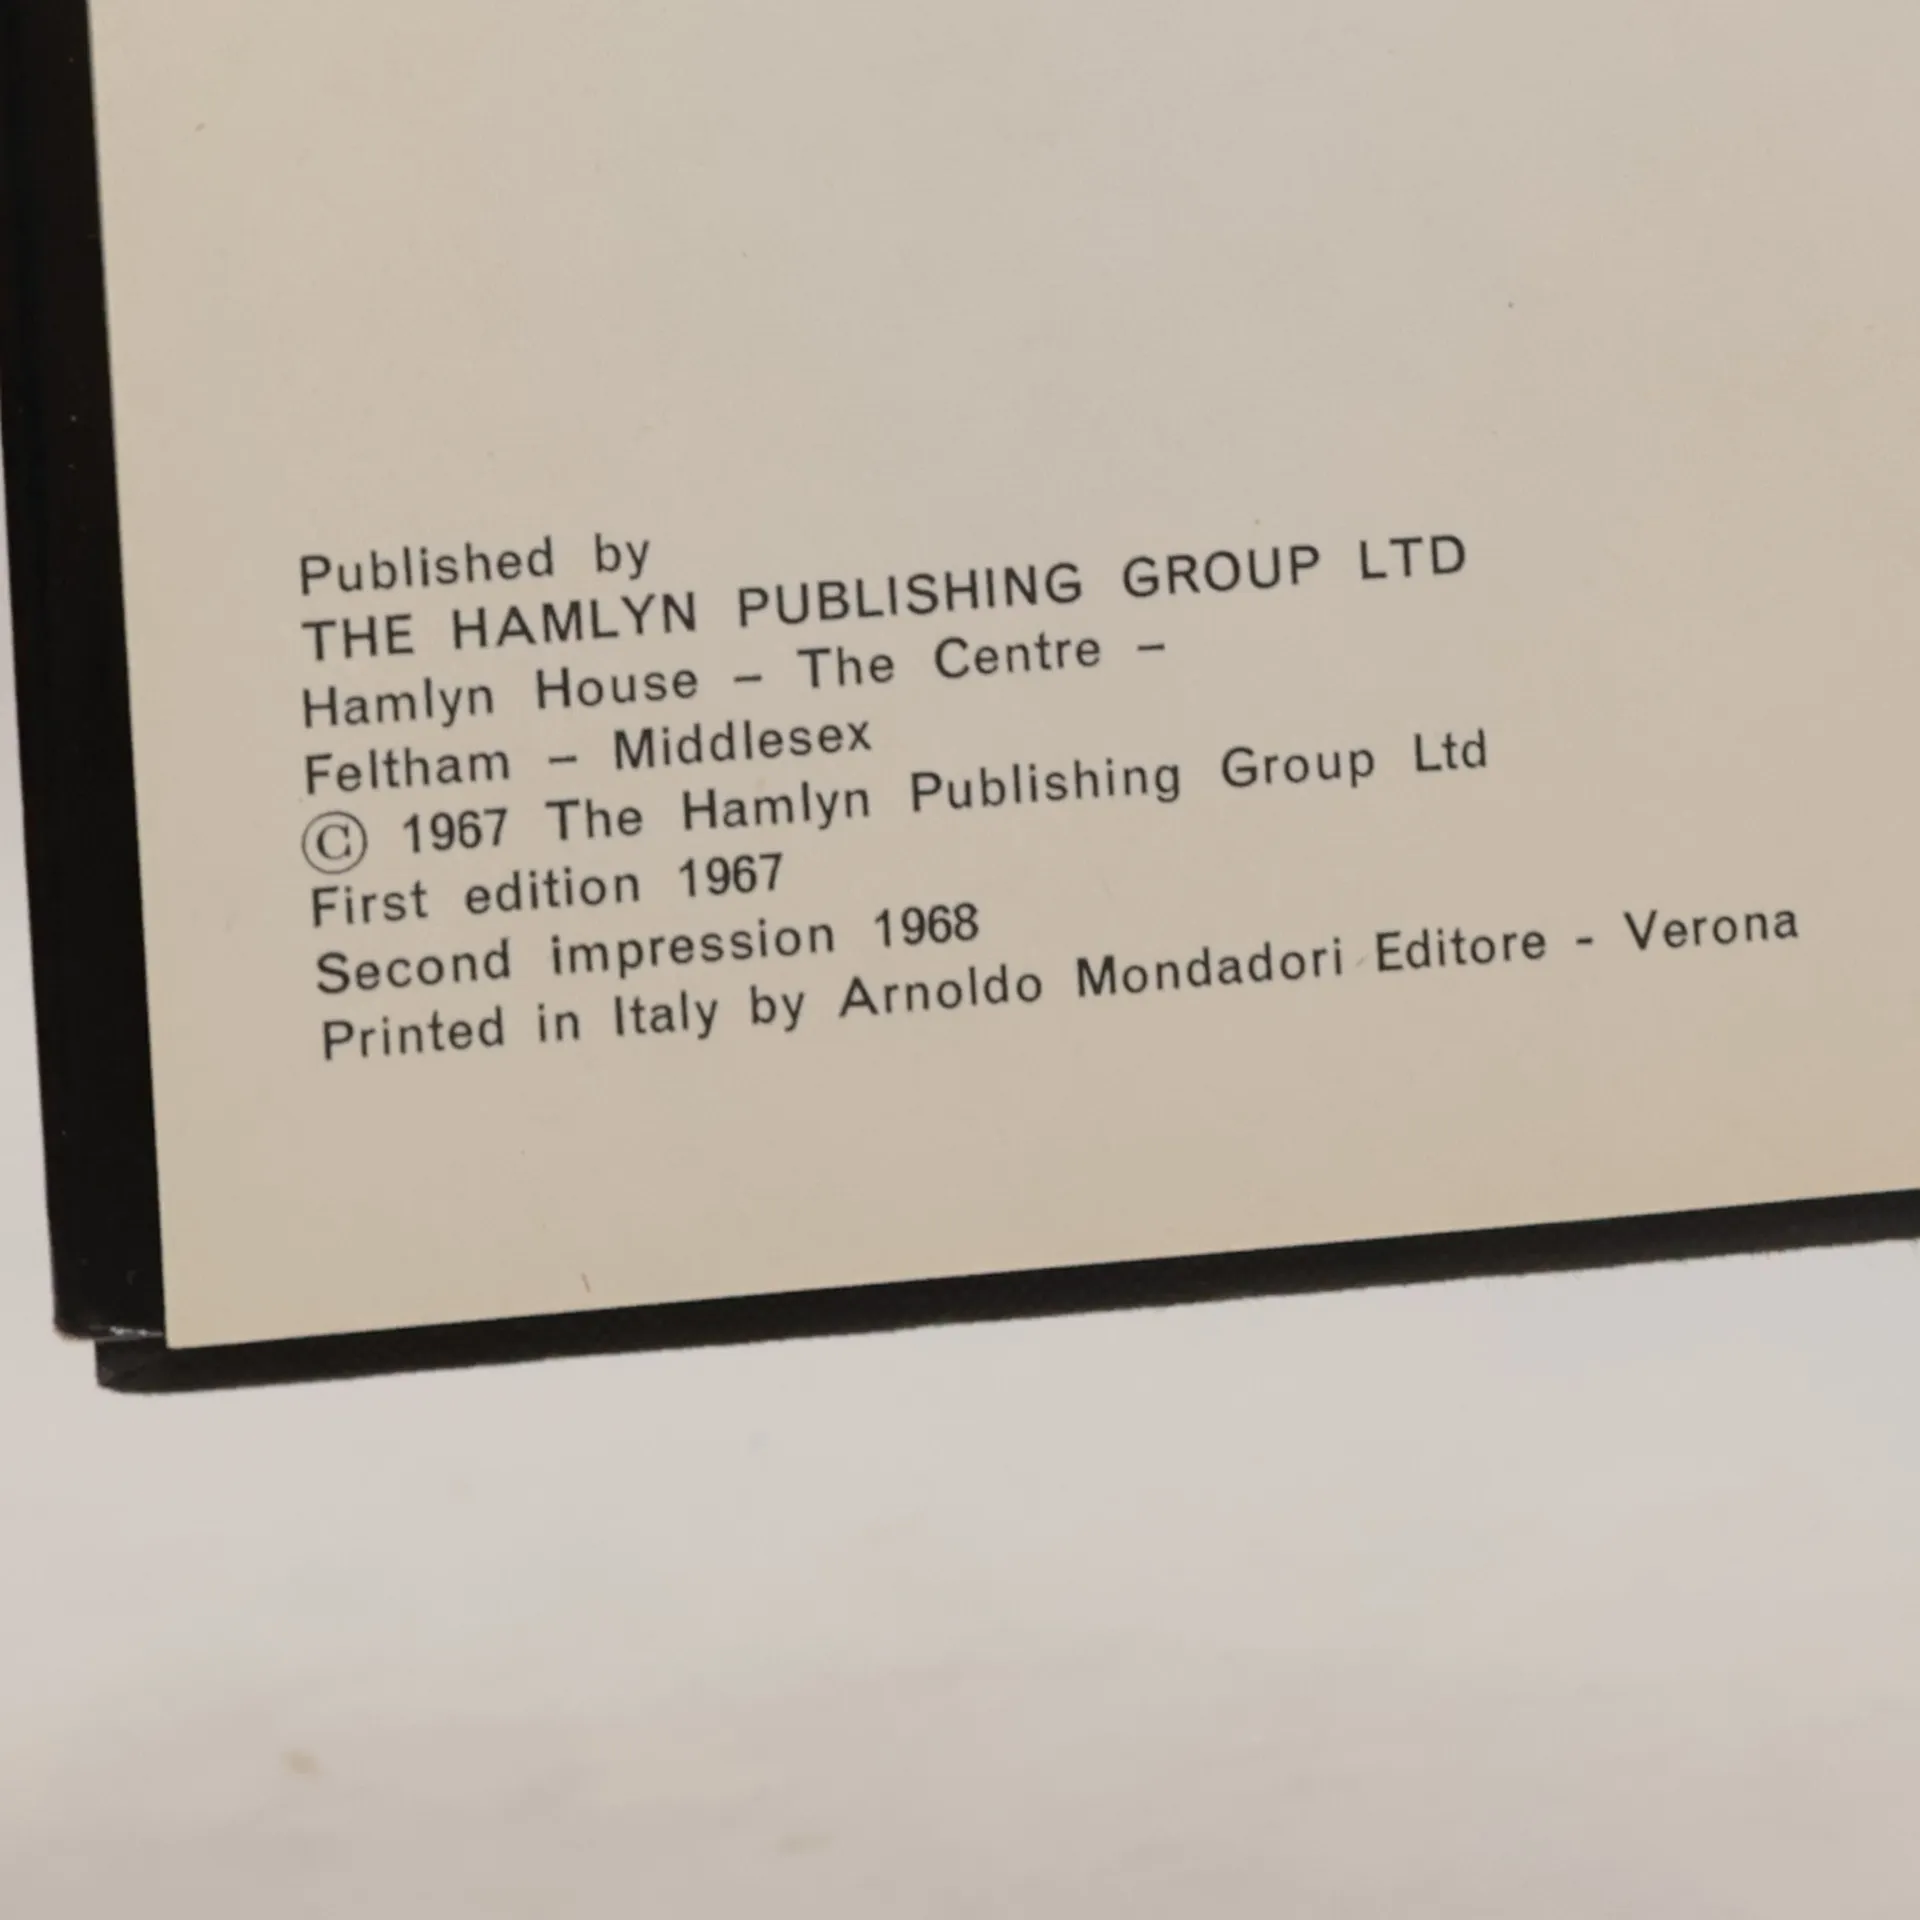 Published by
THE HAMLYN PUBLISHING GROUP LTD
Hamlyn House – The Centre –
Feltham – Middlesex
© 1967 The Hamlyn Publishing Group Ltd
First edition 1967
Second impression 1968
Printed in Italy by Arnoldo Mondadori Editore - Verona